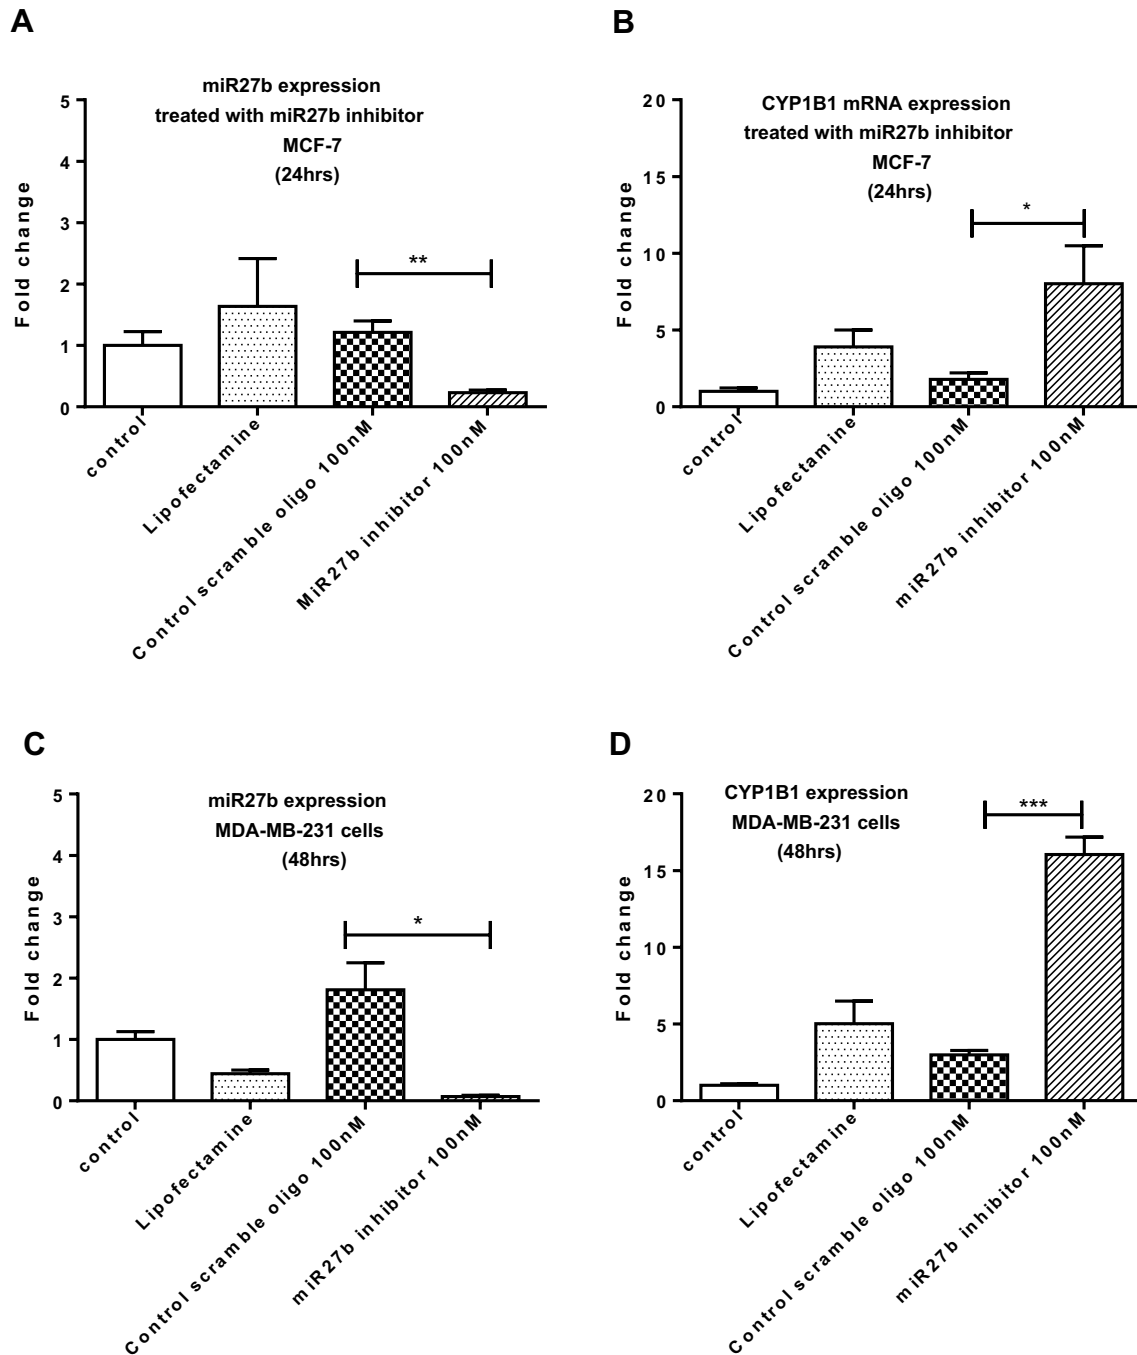 A
miR27b expression
treated with miR27b inhibitor
MCF-7
(24hrs)
Fold change
5
4
3
2
1
0
**
control
Lipofectamine
Control scramble oligo 100nM
MiR27b inhibitor 100nM
B
CYP1B1 mRNA expression
treated with miR27b inhibitor
MCF-7
(24hrs)
Fold change
20
15
10
5
0
*
control
Lipofectamine
Control scramble oligo 100nM
miR27b inhibitor 100nM
C
miR27b expression
MDA-MB-231 cells
(48hrs)
Fold change
5
4
3
2
1
0
*
control
Lipofectamine
Control scramble oligo 100nM
miR27b inhibitor 100nM
D
CYP1B1 expression
MDA-MB-231 cells
(48hrs)
Fold change
20
15
10
5
0
***
control
Lipofectamine
Control scramble oligo 100nM
miR27b inhibitor 100nM